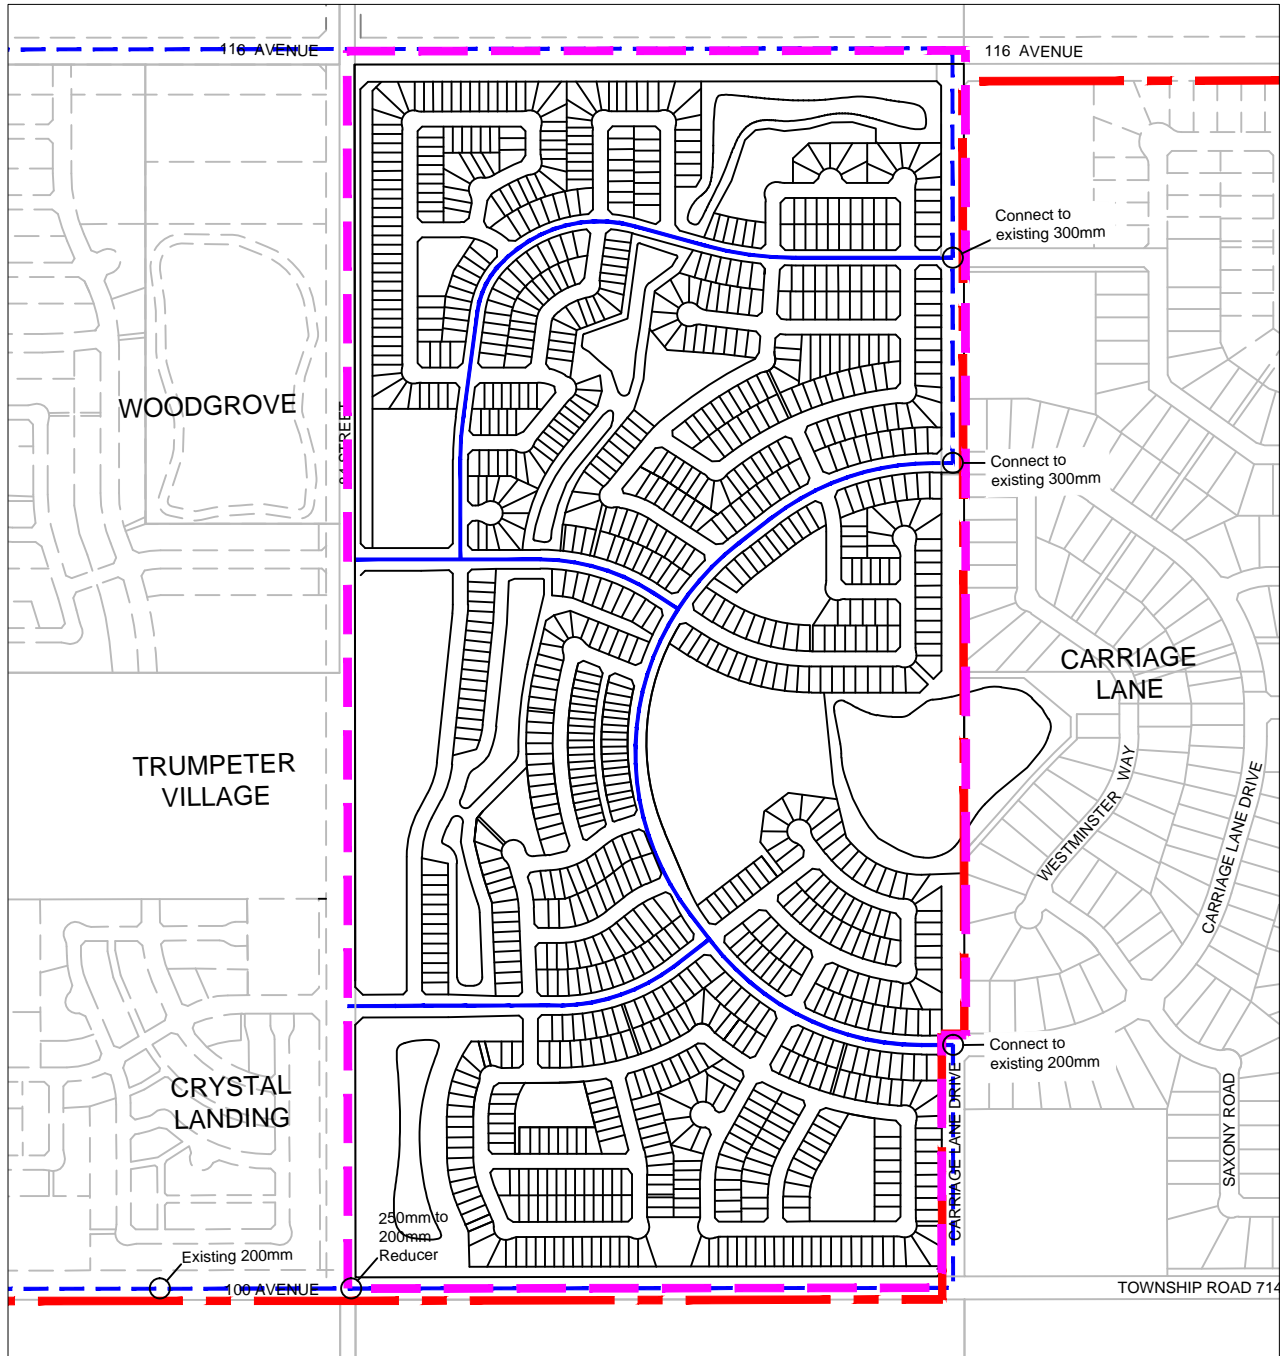 116 AVENUE
116 AVENUE
Connect to
existing 300mm
WOODGROVE
STREET
Connect to
existing 300mm
CARRIAGE
LANE
TRUMPETER
VILLAGE
WESTMINSTER WAY
CARRIAGE LANE DRIVE
Connect to
existing 200mm
CRYSTAL
LANDING
CARRIAGE LANE DRIVE
SAXONY ROAD
250mm to
200mm
Reducer
Existing 200mm
100 AVENUE
TOWNSHIP ROAD 714